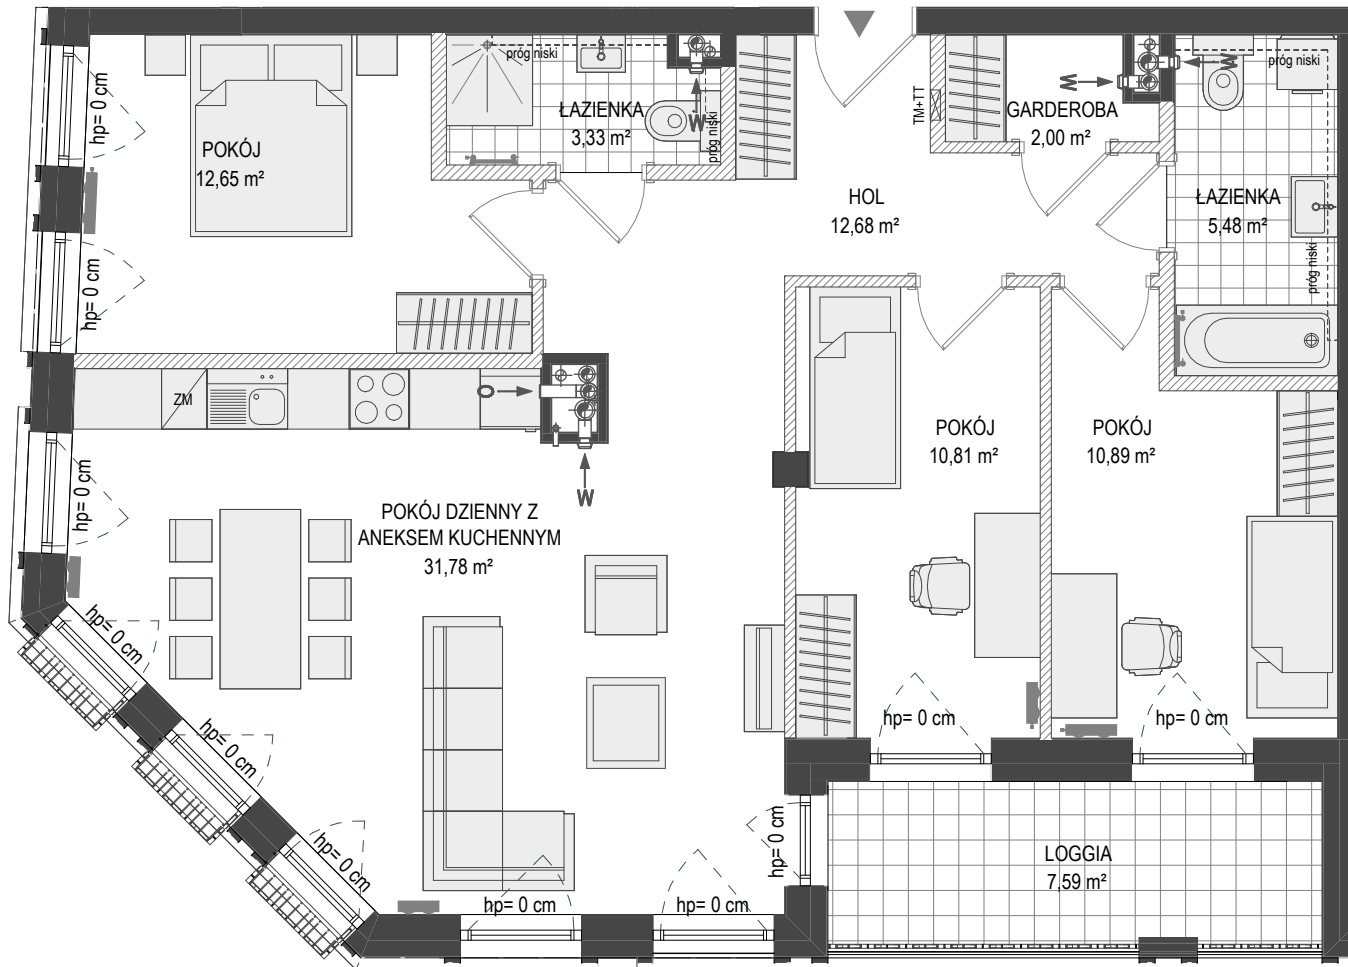 próg niski
próg niski
hp= 0 cm
ŁAZIENKA
3,33 m²
W
próg niski
TM+TT
W
W
GARDEROBA
2,00 m²
POKÓJ
12,65 m²
HOL
12,68 m²
ŁAZIENKA
5,48 m²
próg niski
hp= 0 cm
ZM
O
W
POKÓJ
10,81 m²
POKÓJ
10,89 m²
hp= 0 cm
POKÓJ DZIENNY Z
ANEKSEM KUCHENNYM
31,78 m²
hp= 0 cm
hp= 0 cm
hp= 0 cm
hp= 0 cm
hp= 0 cm
hp= 0 cm
LOGGIA
7,59 m²
hp= 0 cm
hp= 0 cm